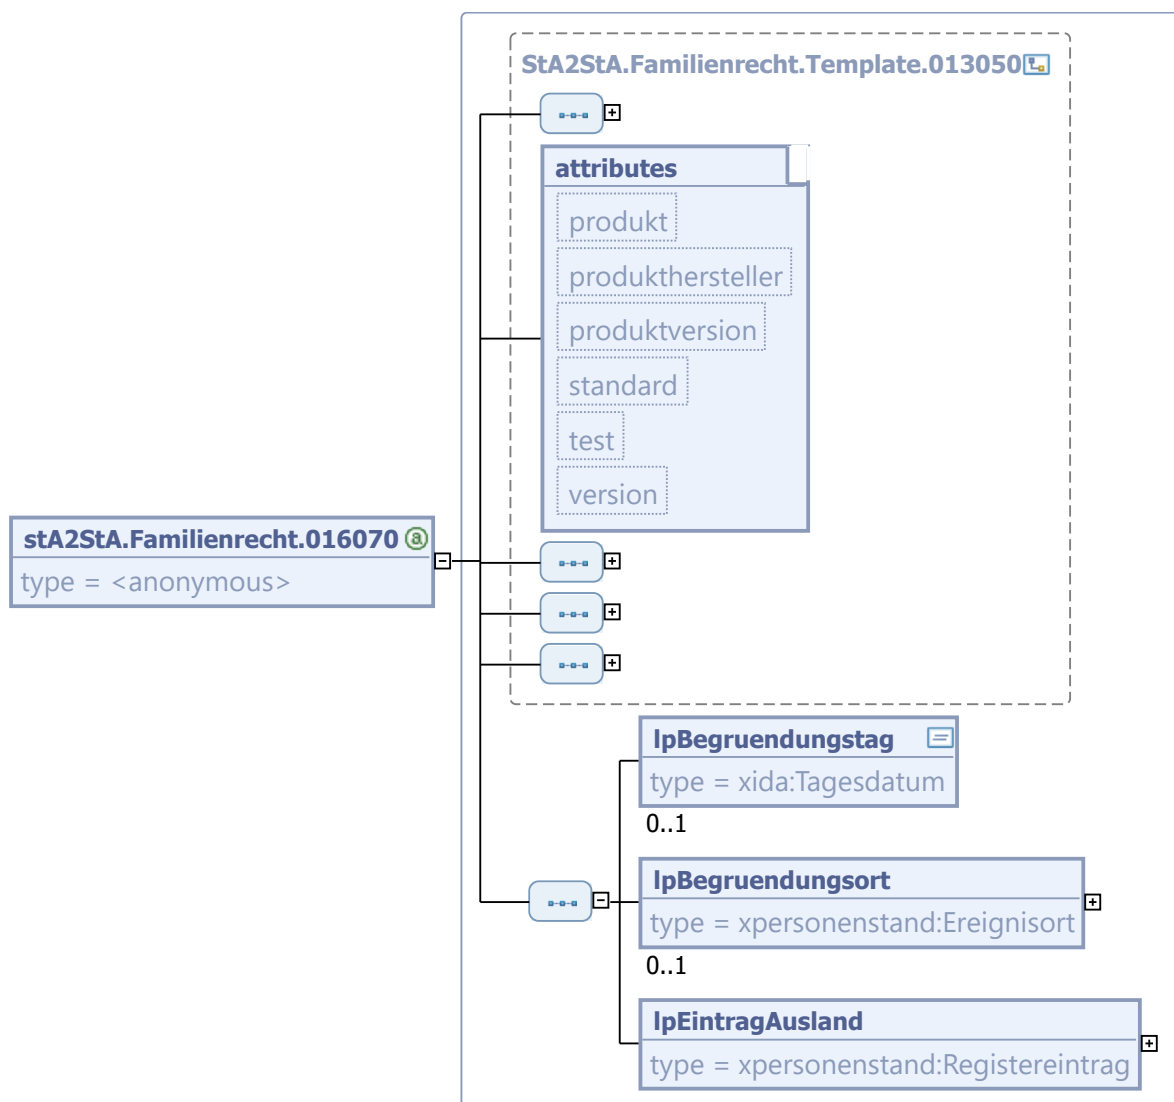 StA2StA.Familienrecht.Template.013050
attributes
produkt
produkthersteller
produktversion
standard
test
version
stA2StA.Familienrecht.016070 a
type = <anonymous>
lpBegruendungstag
type = xida:Tagesdatum
0..1
lpBegruendungsort
type = xpersonenstand:Ereignisort
0..1
lpEintragAusland
type = xpersonenstand:Registereintrag